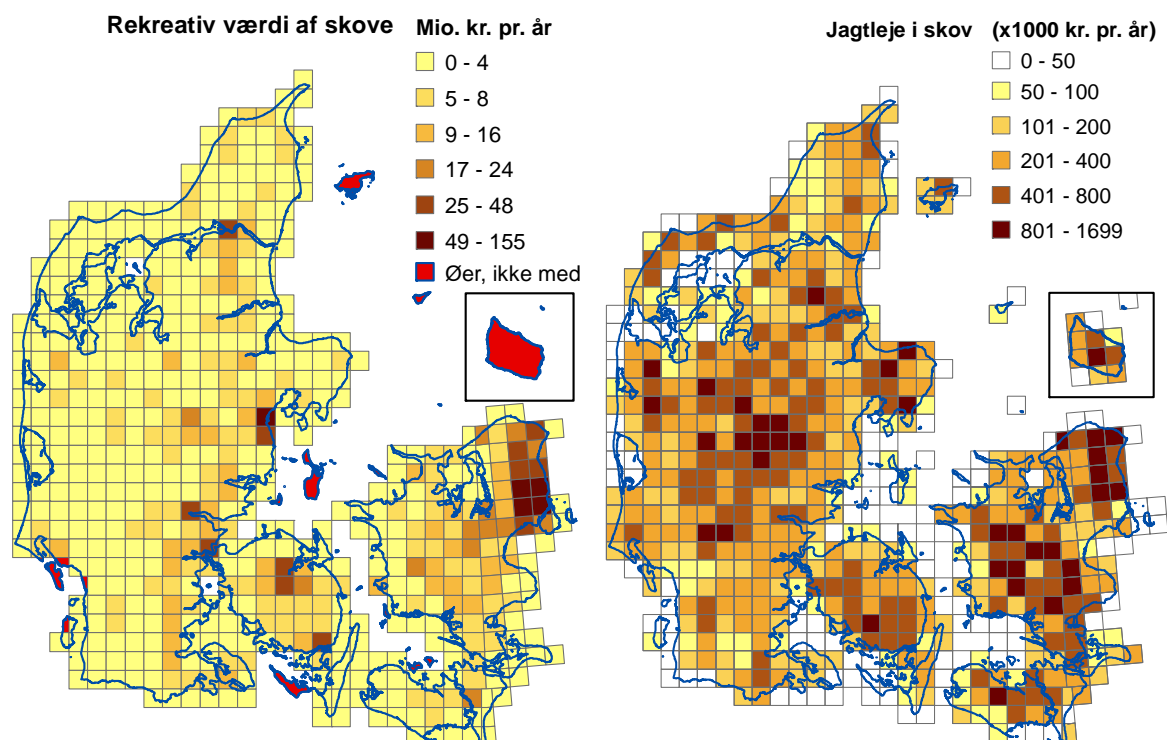 Rekreativ værdi af skove
Mio. kr. pr. år
0 - 4
5 - 8
9 - 16
17 - 24
25 - 48
49 - 155
Øer, ikke med
Jagtleje i skov (x1000 kr. pr. år)
0 - 50
50 - 100
101 - 200
201 - 400
401 - 800
801 - 1699